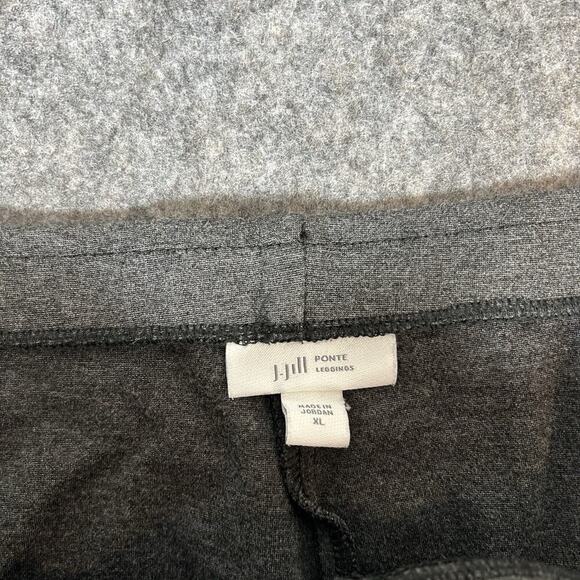 J.Jill PONTE
LEGGINGS
MADE IN
JORDAN
XL